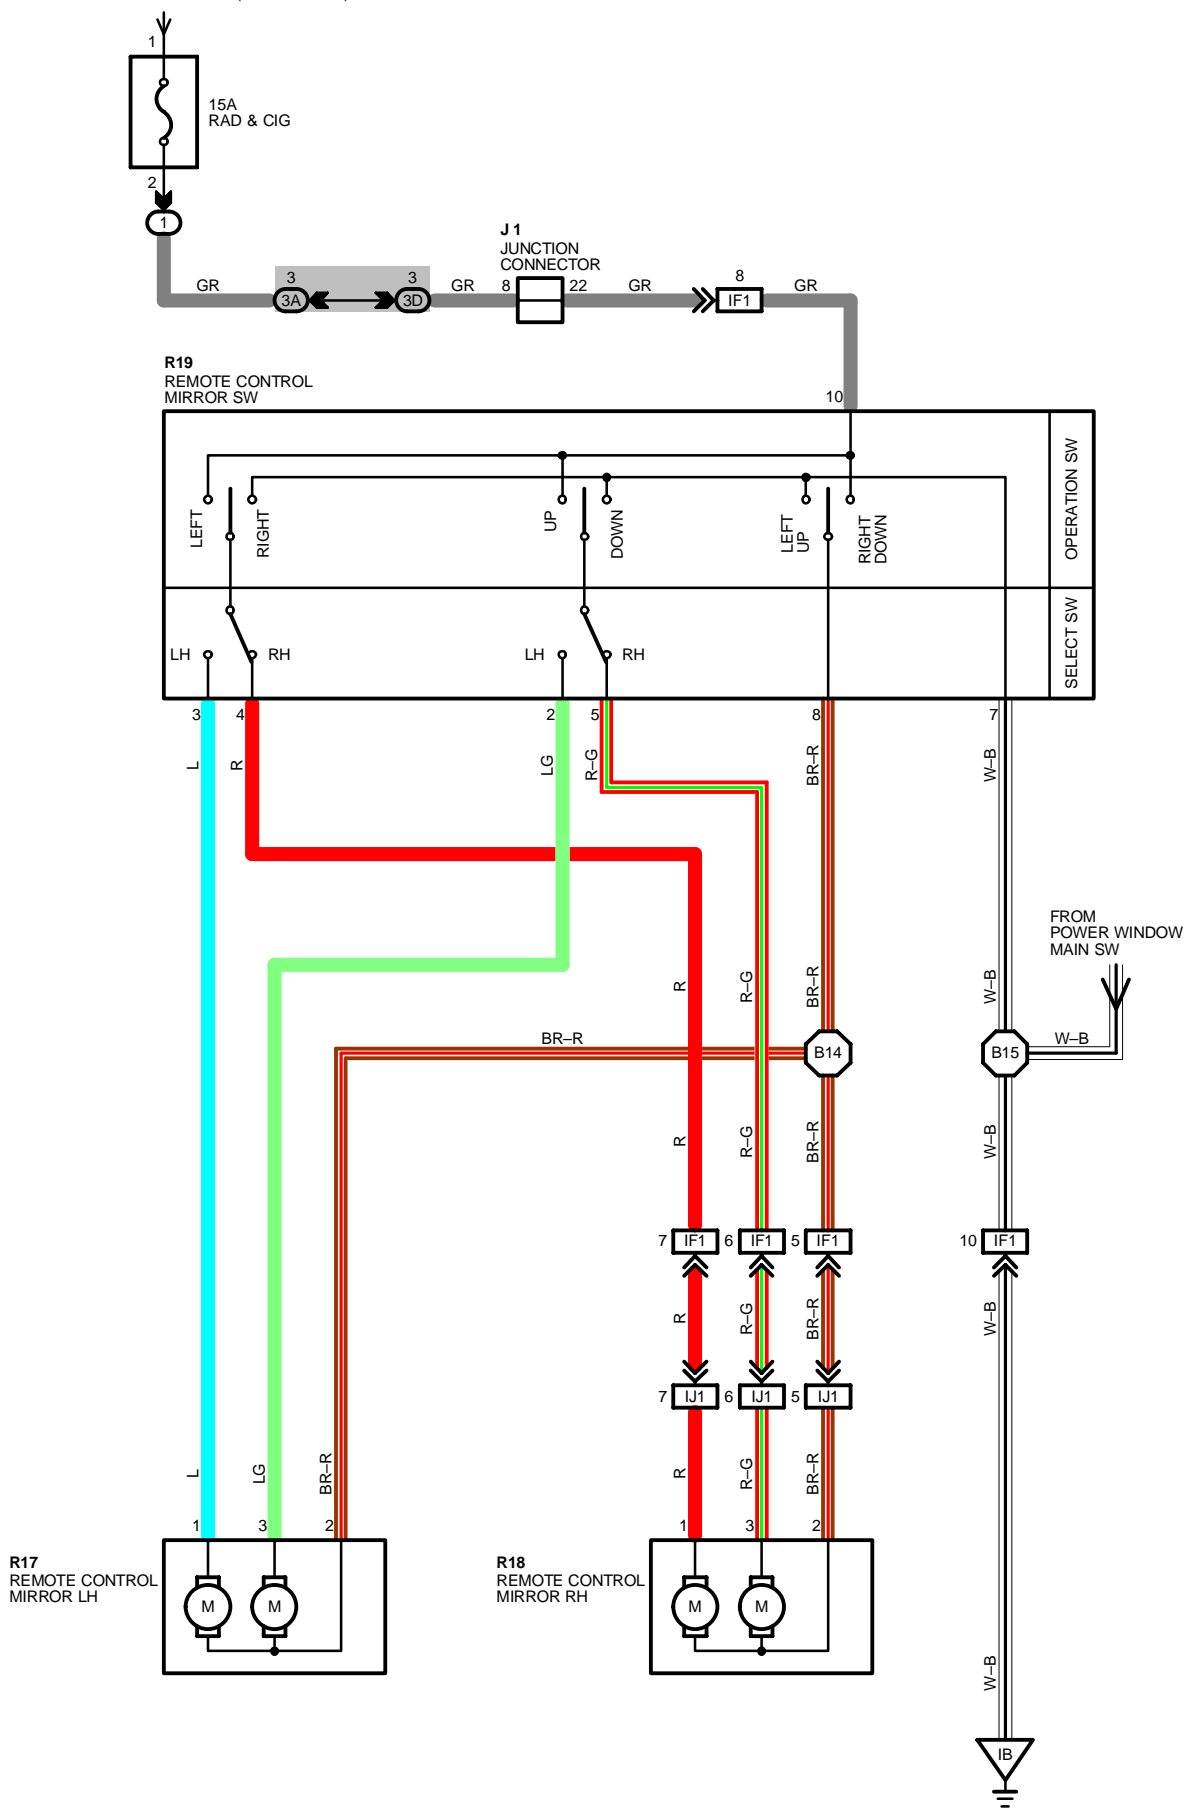 1
15A
RAD & CIG
2
1
J 1
JUNCTION
CONNECTOR
3
3
8
GR
GR
8
22
GR
GR
3A
3D
IF1
R19
REMOTE CONTROL
MIRROR SW
10
OPERATION SW
LEFT
RIGHT
UP
DOWN
LEFT
UP
RIGHT
DOWN
SELECT SW
LH
RH
LH
RH
3
4
2
5
8
7
L
R
LG
R–G
BR–R
W–B
FROM
POWER WINDOW
MAIN SW
R
R–G
BR–R
W–B
BR–R
B14
B15
W–B
R
R–G
BR–R
W–B
7
IF1
6
IF1
5
IF1
10
IF1
R
R–G
BR–R
W–B
7
IJ1
6
IJ1
5
IJ1
L
LG
BR–R
R
R–G
BR–R
1
3
2
1
3
2
R17
REMOTE CONTROL
MIRROR LH
M
M
R18
REMOTE CONTROL
MIRROR RH
M
M
W–B
IB